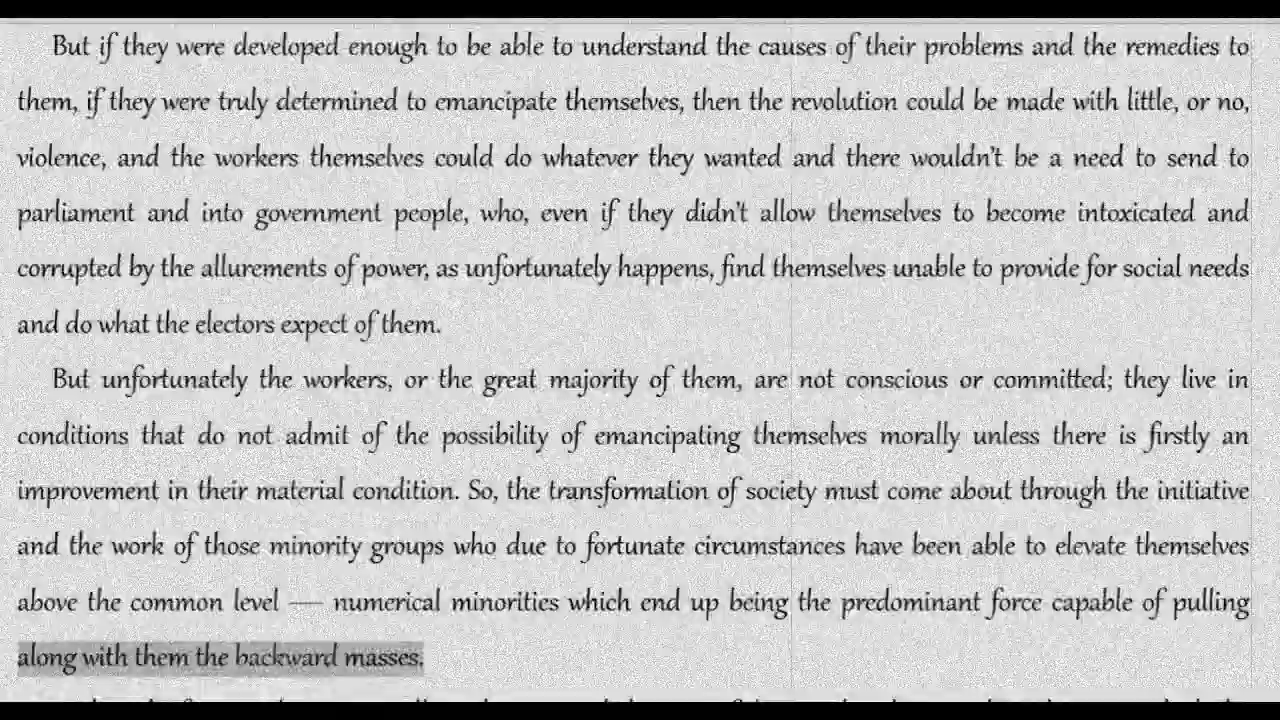 But if they were developed enough to be able to understand the causes of their problems and the remedies to
them, if they were truly determined to emancipate themselves, then the revolution could be made with little, or no,
violence, and the workers themselves could do whatever they wanted and there wouldn't be a need to send to
parliament and into government people, who, even if they didn't allow themselves to become intoxicated and
corrupted by the allurements of power, as unfortunately happens, find themselves unable to provide for social needs
and do what the electors expect of them.
But unfortunately the workers, or the great majority of them, are not conscious or committed; they live in
conditions that do not admit of the possibility of emancipating themselves morally unless there is firstly an
improvement in their material condition. So, the transformation of society must come about through the initiative
and the work of those minority groups who due to fortunate circumstances have been able to elevate themselves
above the common level — numerical minorities which end up being the predominant force capable of pulling
along with them the backward masses.